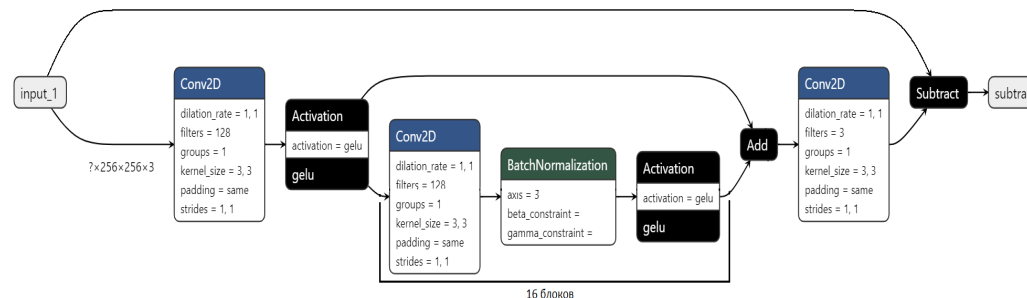 input_1
?×256×256×3
Conv2D
dilation_rate = 1, 1
filters = 128
groups = 1
kernel_size = 3, 3
padding = same
strides = 1, 1
Activation
activation = gelu
gelu
Conv2D
dilation_rate = 1, 1
filters = 128
groups = 1
kernel_size = 3, 3
padding = same
strides = 1, 1
BatchNormalization
axis = 3
beta_constraint =
gamma_constraint =
Activation
activation = gelu
gelu
16 блоков
Add
Conv2D
dilation_rate = 1, 1
filters = 3
groups = 1
kernel_size = 3, 3
padding = same
strides = 1, 1
Subtract
subtra